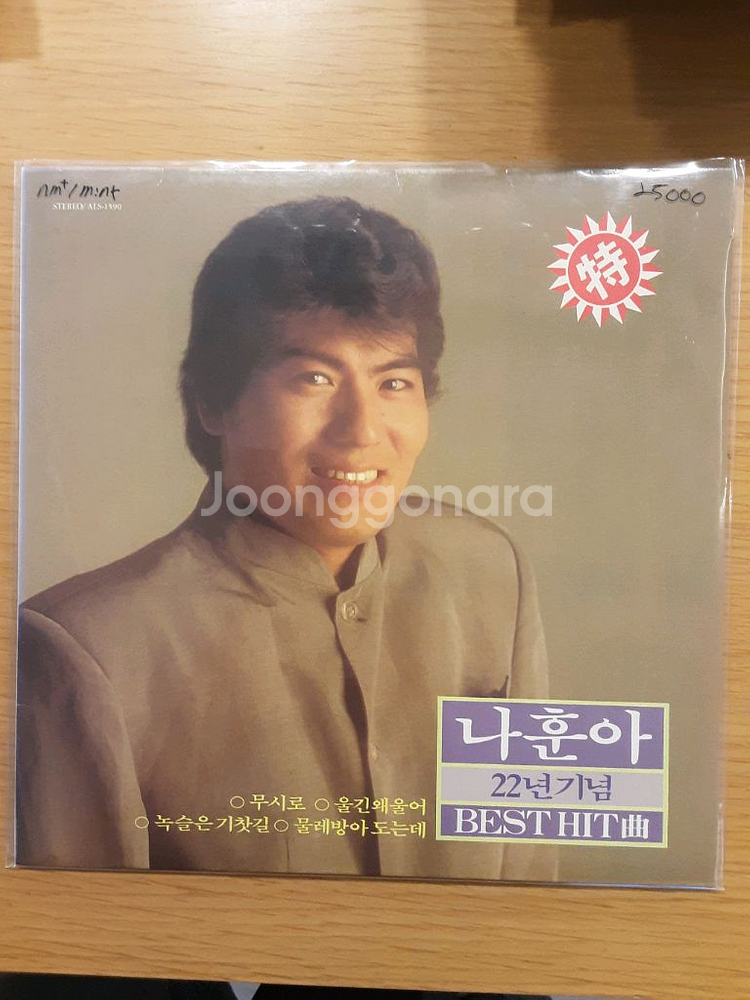 nm+/mint
25000
STEREO/ALS-1590
特
Joonggonara
나훈아
22년 기념
BEST HIT曲
○ 무시로 ○ 울긴왜울어
○ 녹슬은 기찻길 ○ 물레방아 도는데